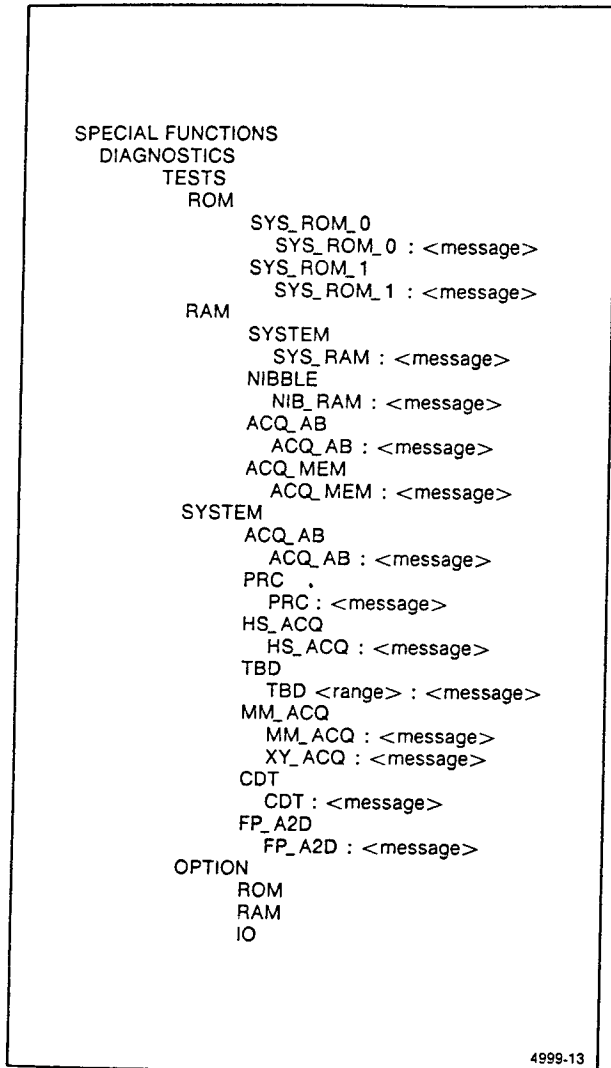 SPECIAL FUNCTIONS
DIAGNOSTICS
TESTS
ROM
SYS_ROM_0
SYS_ROM_0 : <message>
SYS_ROM_1
SYS_ROM_1 : <message>
RAM
SYSTEM
SYS_RAM : <message>
NIBBLE
NIB_RAM : <message>
ACQ_AB
ACQ_AB : <message>
ACQ_MEM
ACQ_MEM : <message>
SYSTEM
ACQ_AB
ACQ_AB : <message>
PRC
PRC : <message>
HS_ACQ
HS_ACQ : <message>
TBD
TBD <range> : <message>
MM_ACQ
MM_ACQ : <message>
XY_ACQ : <message>
CDT
CDT : <message>
FP_A2D
FP_A2D : <message>
OPTION
ROM
RAM
IO
4999-13